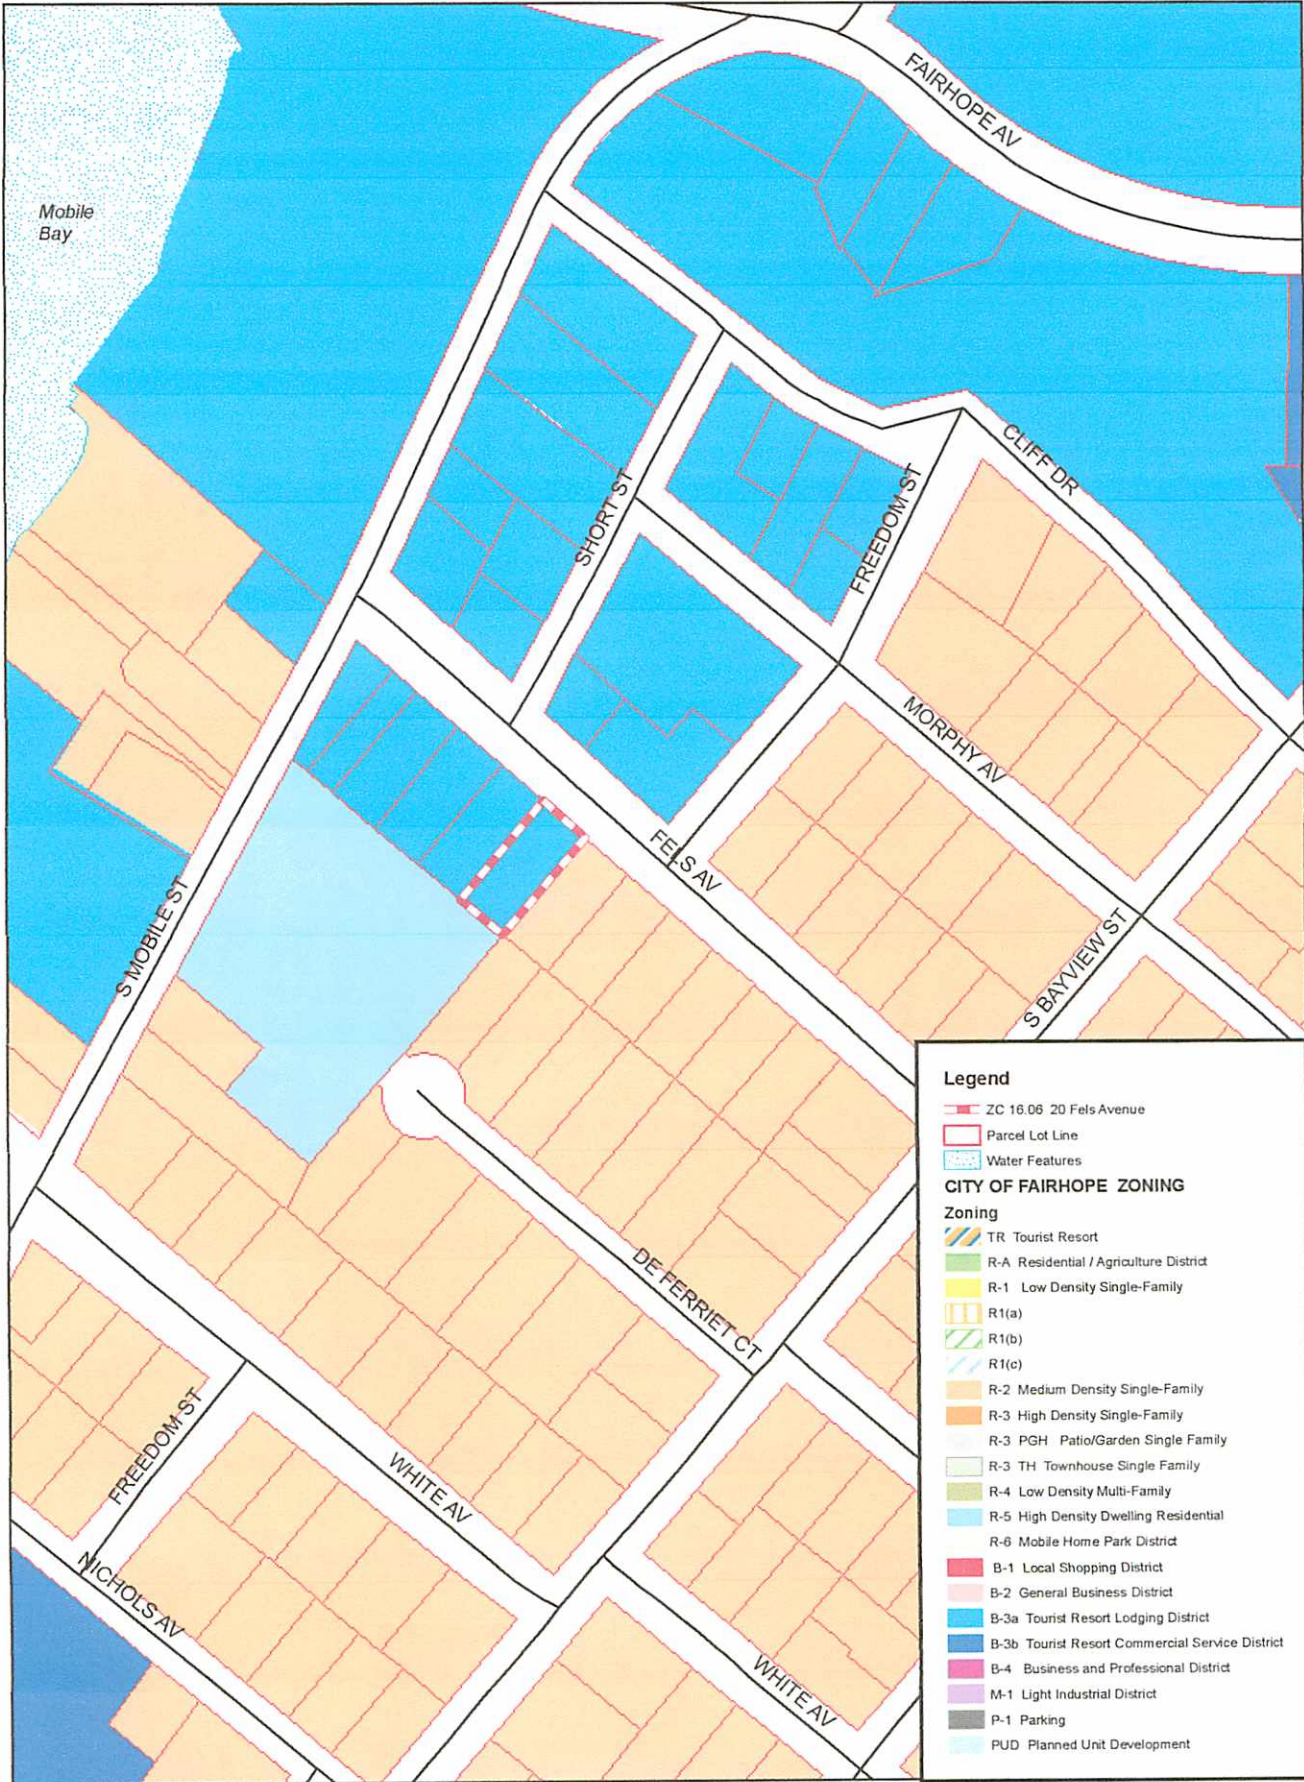 FAIRHOPE AV
Mobile
Bay
CLIFF DR
SHORT ST
FREEDOM ST
MORPHY AV
FELS AV
S MOBILE ST
S BAYVIEW ST
DE FERRIET CT
FREEDOM ST
WHITE AV
NICHOLS AV
WHITE AV
Legend
ZC 16.06 20 Fels Avenue
Parcel Lot Line
Water Features
CITY OF FAIRHOPE ZONING
Zoning
TR Tourist Resort
R-A Residential / Agriculture District
R-1 Low Density Single-Family
R1(a)
R1(b)
R1(c)
R-2 Medium Density Single-Family
R-3 High Density Single-Family
R-3 PGH Patio/Garden Single Family
R-3 TH Townhouse Single Family
R-4 Low Density Multi-Family
R-5 High Density Dwelling Residential
R-6 Mobile Home Park District
B-1 Local Shopping District
B-2 General Business District
B-3a Tourist Resort Lodging District
B-3b Tourist Resort Commercial Service District
B-4 Business and Professional District
M-1 Light Industrial District
P-1 Parking
PUD Planned Unit Development